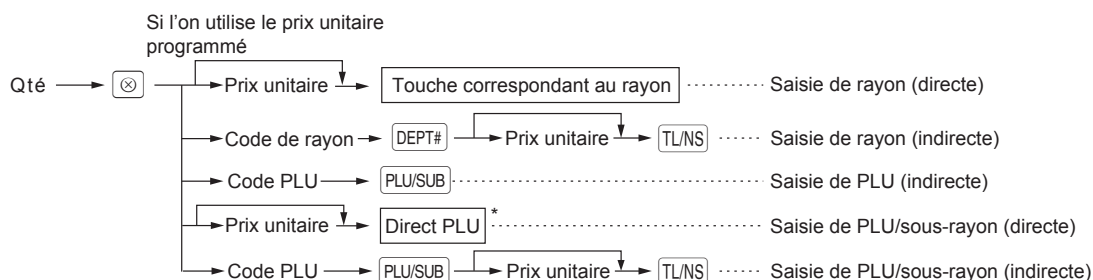 Si l'on utilise le prix unitaire
programmé
Qté ⊗ Prix unitaire Touche correspondant au rayon Saisie de rayon (directe)
Code de rayon DEPT# Prix unitaire TL/NS Saisie de rayon (indirecte)
Code PLU PLU/SUB Saisie de PLU (indirecte)
Prix unitaire Direct PLU * Saisie de PLU/sous-rayon (directe)
Code PLU PLU/SUB Prix unitaire TL/NS Saisie de PLU/sous-rayon (indirecte)